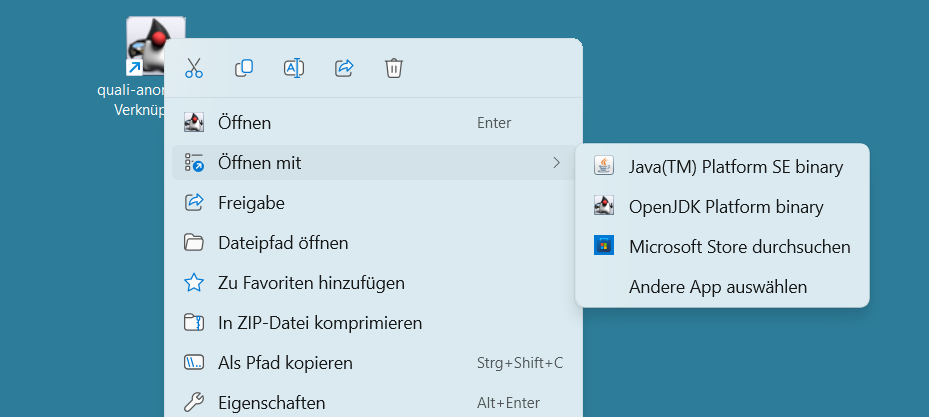 quali-anon
Verknüp
Öffnen Enter
Öffnen mit
Freigabe
Dateipfad öffnen
Zu Favoriten hinzufügen
In ZIP-Datei komprimieren
Als Pfad kopieren Strg+Shift+C
Eigenschaften Alt+Enter
Java(TM) Platform SE binary
OpenJDK Platform binary
Microsoft Store durchsuchen
Andere App auswählen